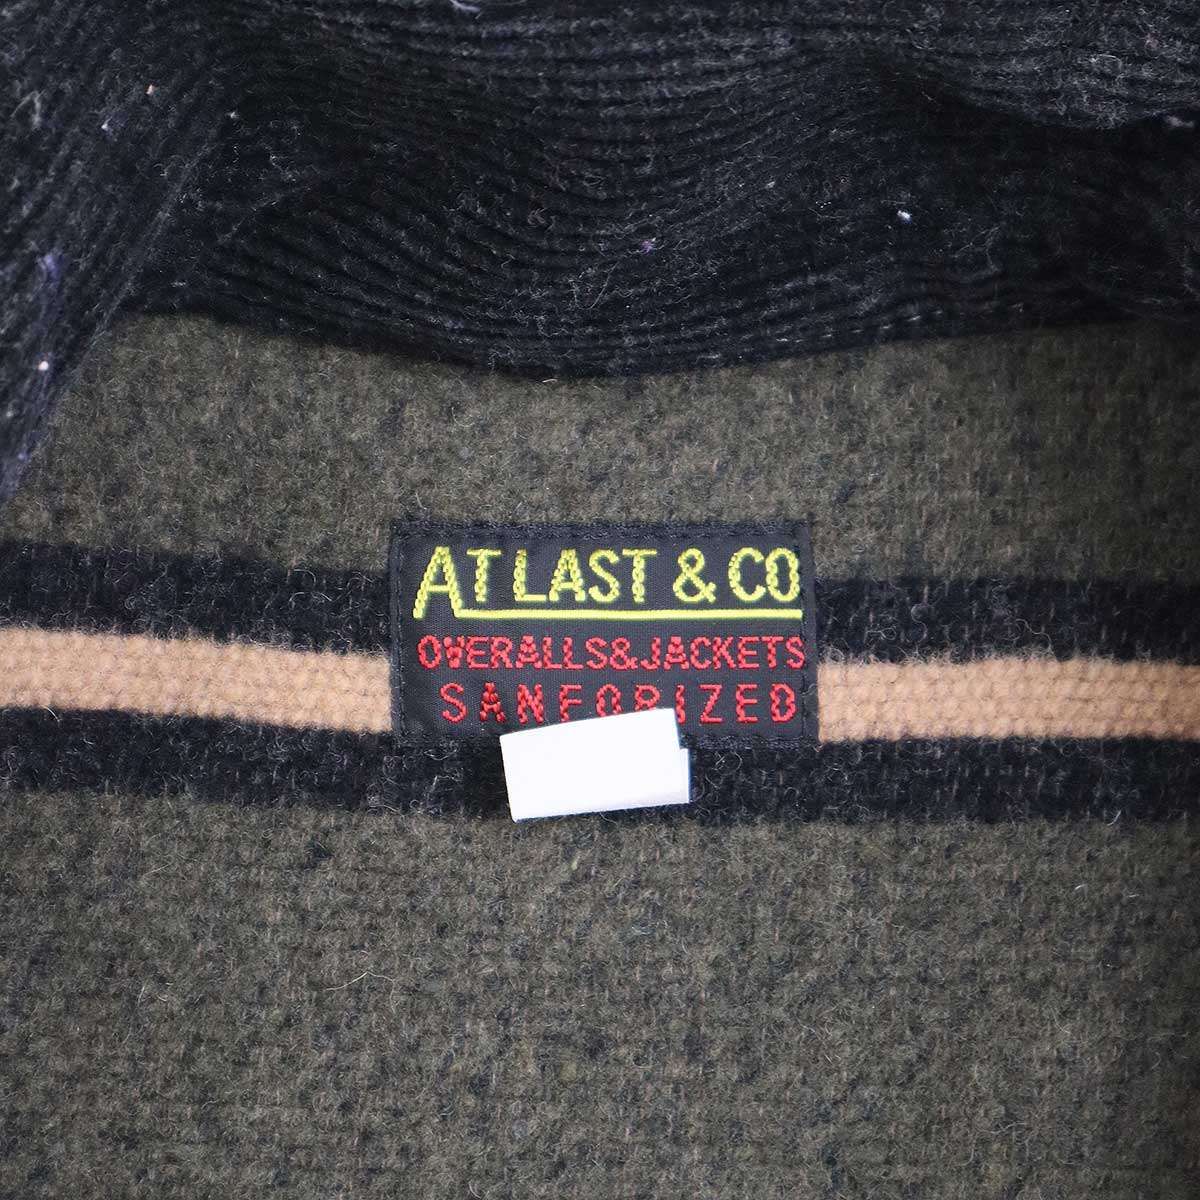 AT LAST & CO
OVERALLS&JACKETS
SANFORIZED